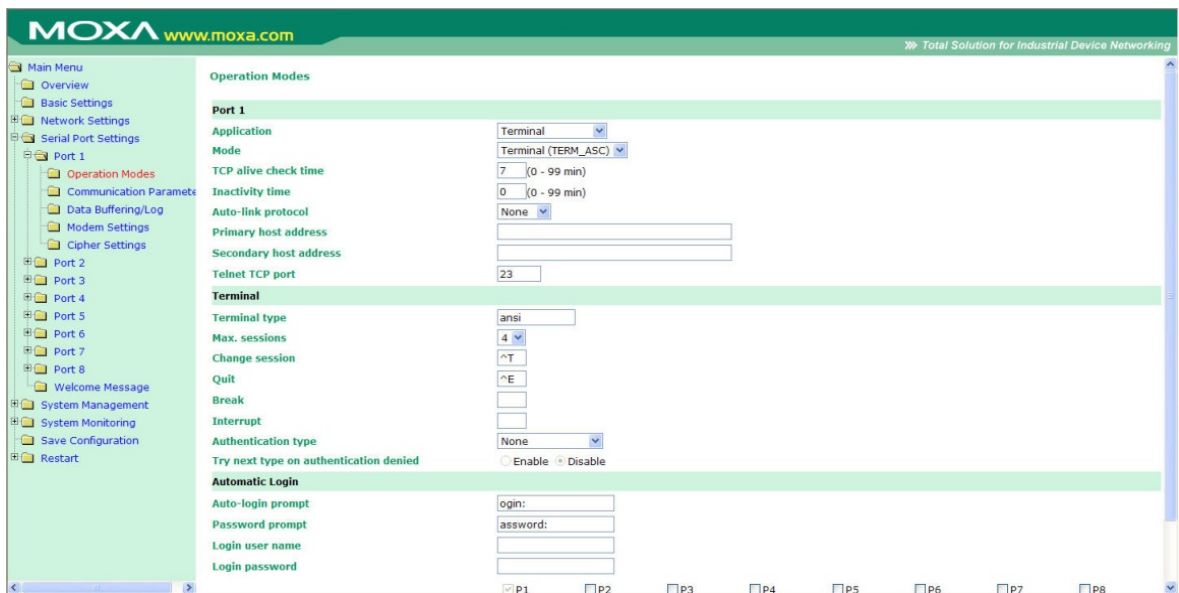 MOXA www.moxa.com
Total Solution for Industrial Device Networking
Main Menu
Overview
Basic Settings
Network Settings
Serial Port Settings
Port 1
Operation Modes
Communication Paramete
Data Buffering/Log
Modem Settings
Cipher Settings
Port 2
Port 3
Port 4
Port 5
Port 6
Port 7
Port 8
Welcome Message
System Management
System Monitoring
Save Configuration
Restart
Operation Modes
Port 1
Application Terminal
Mode Terminal (TERM_ASC)
TCP alive check time 7 (0 - 99 min)
Inactivity time 0 (0 - 99 min)
Auto-link protocol None
Primary host address
Secondary host address
Telnet TCP port 23
Terminal
Terminal type ansi
Max. sessions 4
Change session ^T
Quit ^E
Break
Interrupt
Authentication type None
Try next type on authentication denied Enable Disable
Automatic Login
Auto-login prompt ogin:
Password prompt assword:
Login user name
Login password
P1 P2 P3 P4 P5 P6 P7 P8